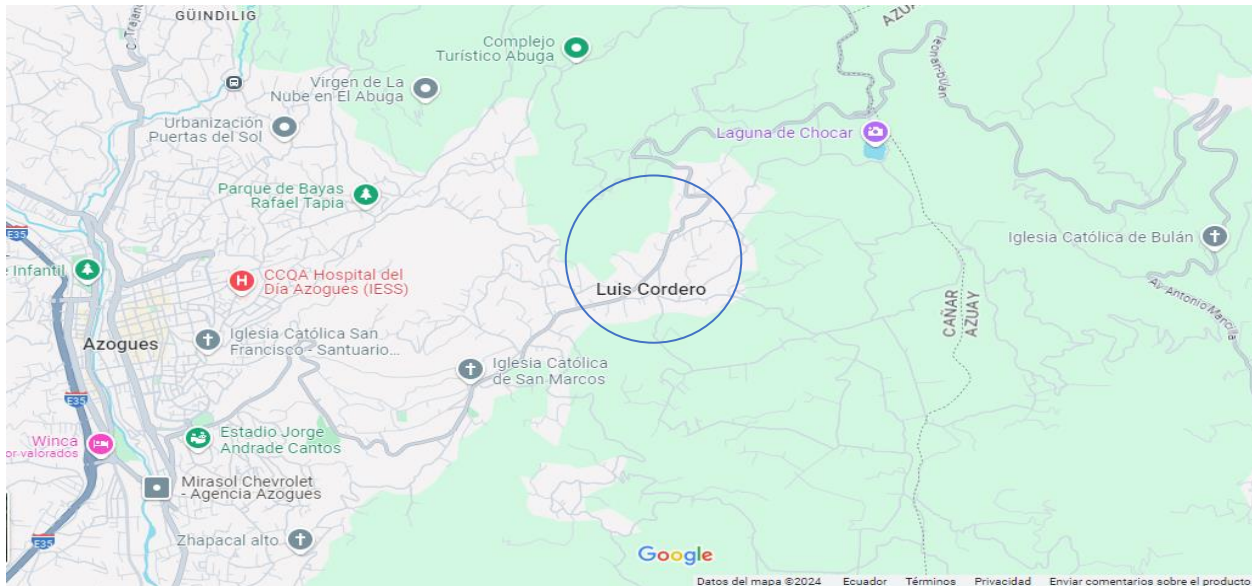 GÜINDILIG
C. Trajano
Complejo
Turístico Abuga
AZUAY
Virgen de La
Nube en El Abuga
Urbanización
Puertas del Sol
Laguna de Chocar
Parque de Bayas
Rafael Tapia
E35
Iglesia Católica de Bulán
e Infantil
H
CCQA Hospital del
Día Azogues (IESS)
Luis Cordero
CAÑAR
AZUAY
Iglesia Católica San
Francisco - Santuario...
Azogues
Iglesia Católica
de San Marcos
E35
Estadio Jorge
Andrade Cantos
Winca
or valorados
Mirasol Chevrolet
- Agencia Azogues
Zhapacal alto
E35
Google
Datos del mapa ©2024 Ecuador Términos Privacidad Enviar comentarios sobre el producto